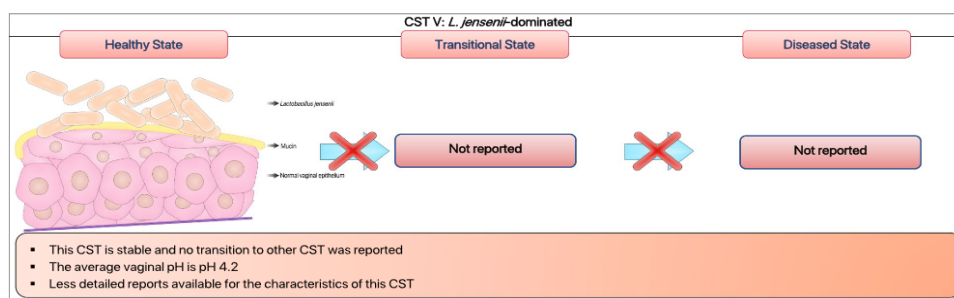 CST V: L. jensenii-dominated
Healthy State
Transitional State
Diseased State
Lactobacillus jensenii
Mucin
Normal vaginal epithelium
Not reported
Not reported
▪ This CST is stable and no transition to other CST was reported
▪ The average vaginal pH is pH 4.2
▪ Less detailed reports available for the characteristics of this CST